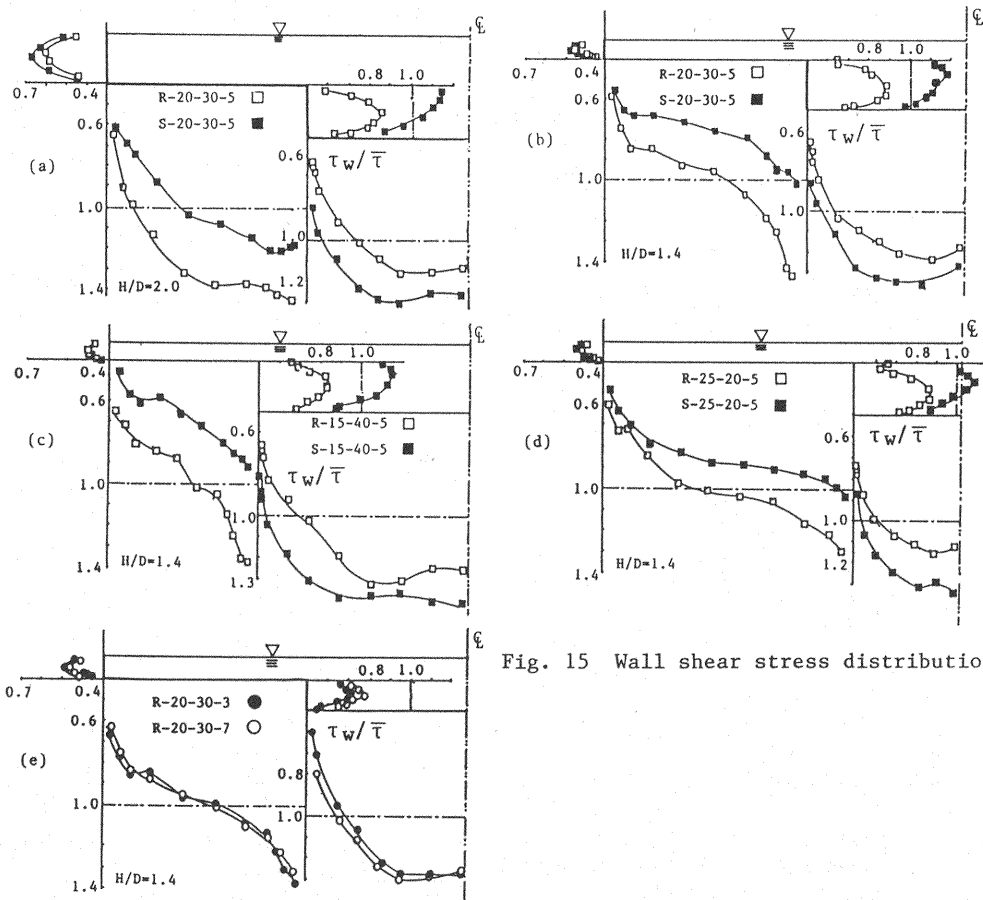 (a)
℄
0.7
0.4
0.6
1.0
1.4
R-20-30-5 □
S-20-30-5 ■
H/D=2.0
0.8
1.0
τw/τ̅
0.6
1.0
1.2
(b)
℄
0.7
0.4
0.6
1.0
1.4
R-20-30-5 □
S-20-30-5 ■
H/D=1.4
0.8
1.0
τw/τ̅
0.6
1.0
(c)
℄
0.7
0.4
0.6
1.0
1.4
0.8
1.0
R-15-40-5 □
S-15-40-5 ■
τw/τ̅
0.6
1.0
1.3
H/D=1.4
(d)
℄
0.7
0.4
0.6
1.0
1.4
R-25-20-5 □
S-25-20-5 ■
H/D=1.4
0.8
1.0
τw/τ̅
0.6
1.0
1.2
(e)
℄
0.7
0.4
0.6
1.0
1.4
R-20-30-3 ●
R-20-30-7 ○
H/D=1.4
0.8
1.0
τw/τ̅
0.8
1.0
Fig. 15 Wall shear stress distributio